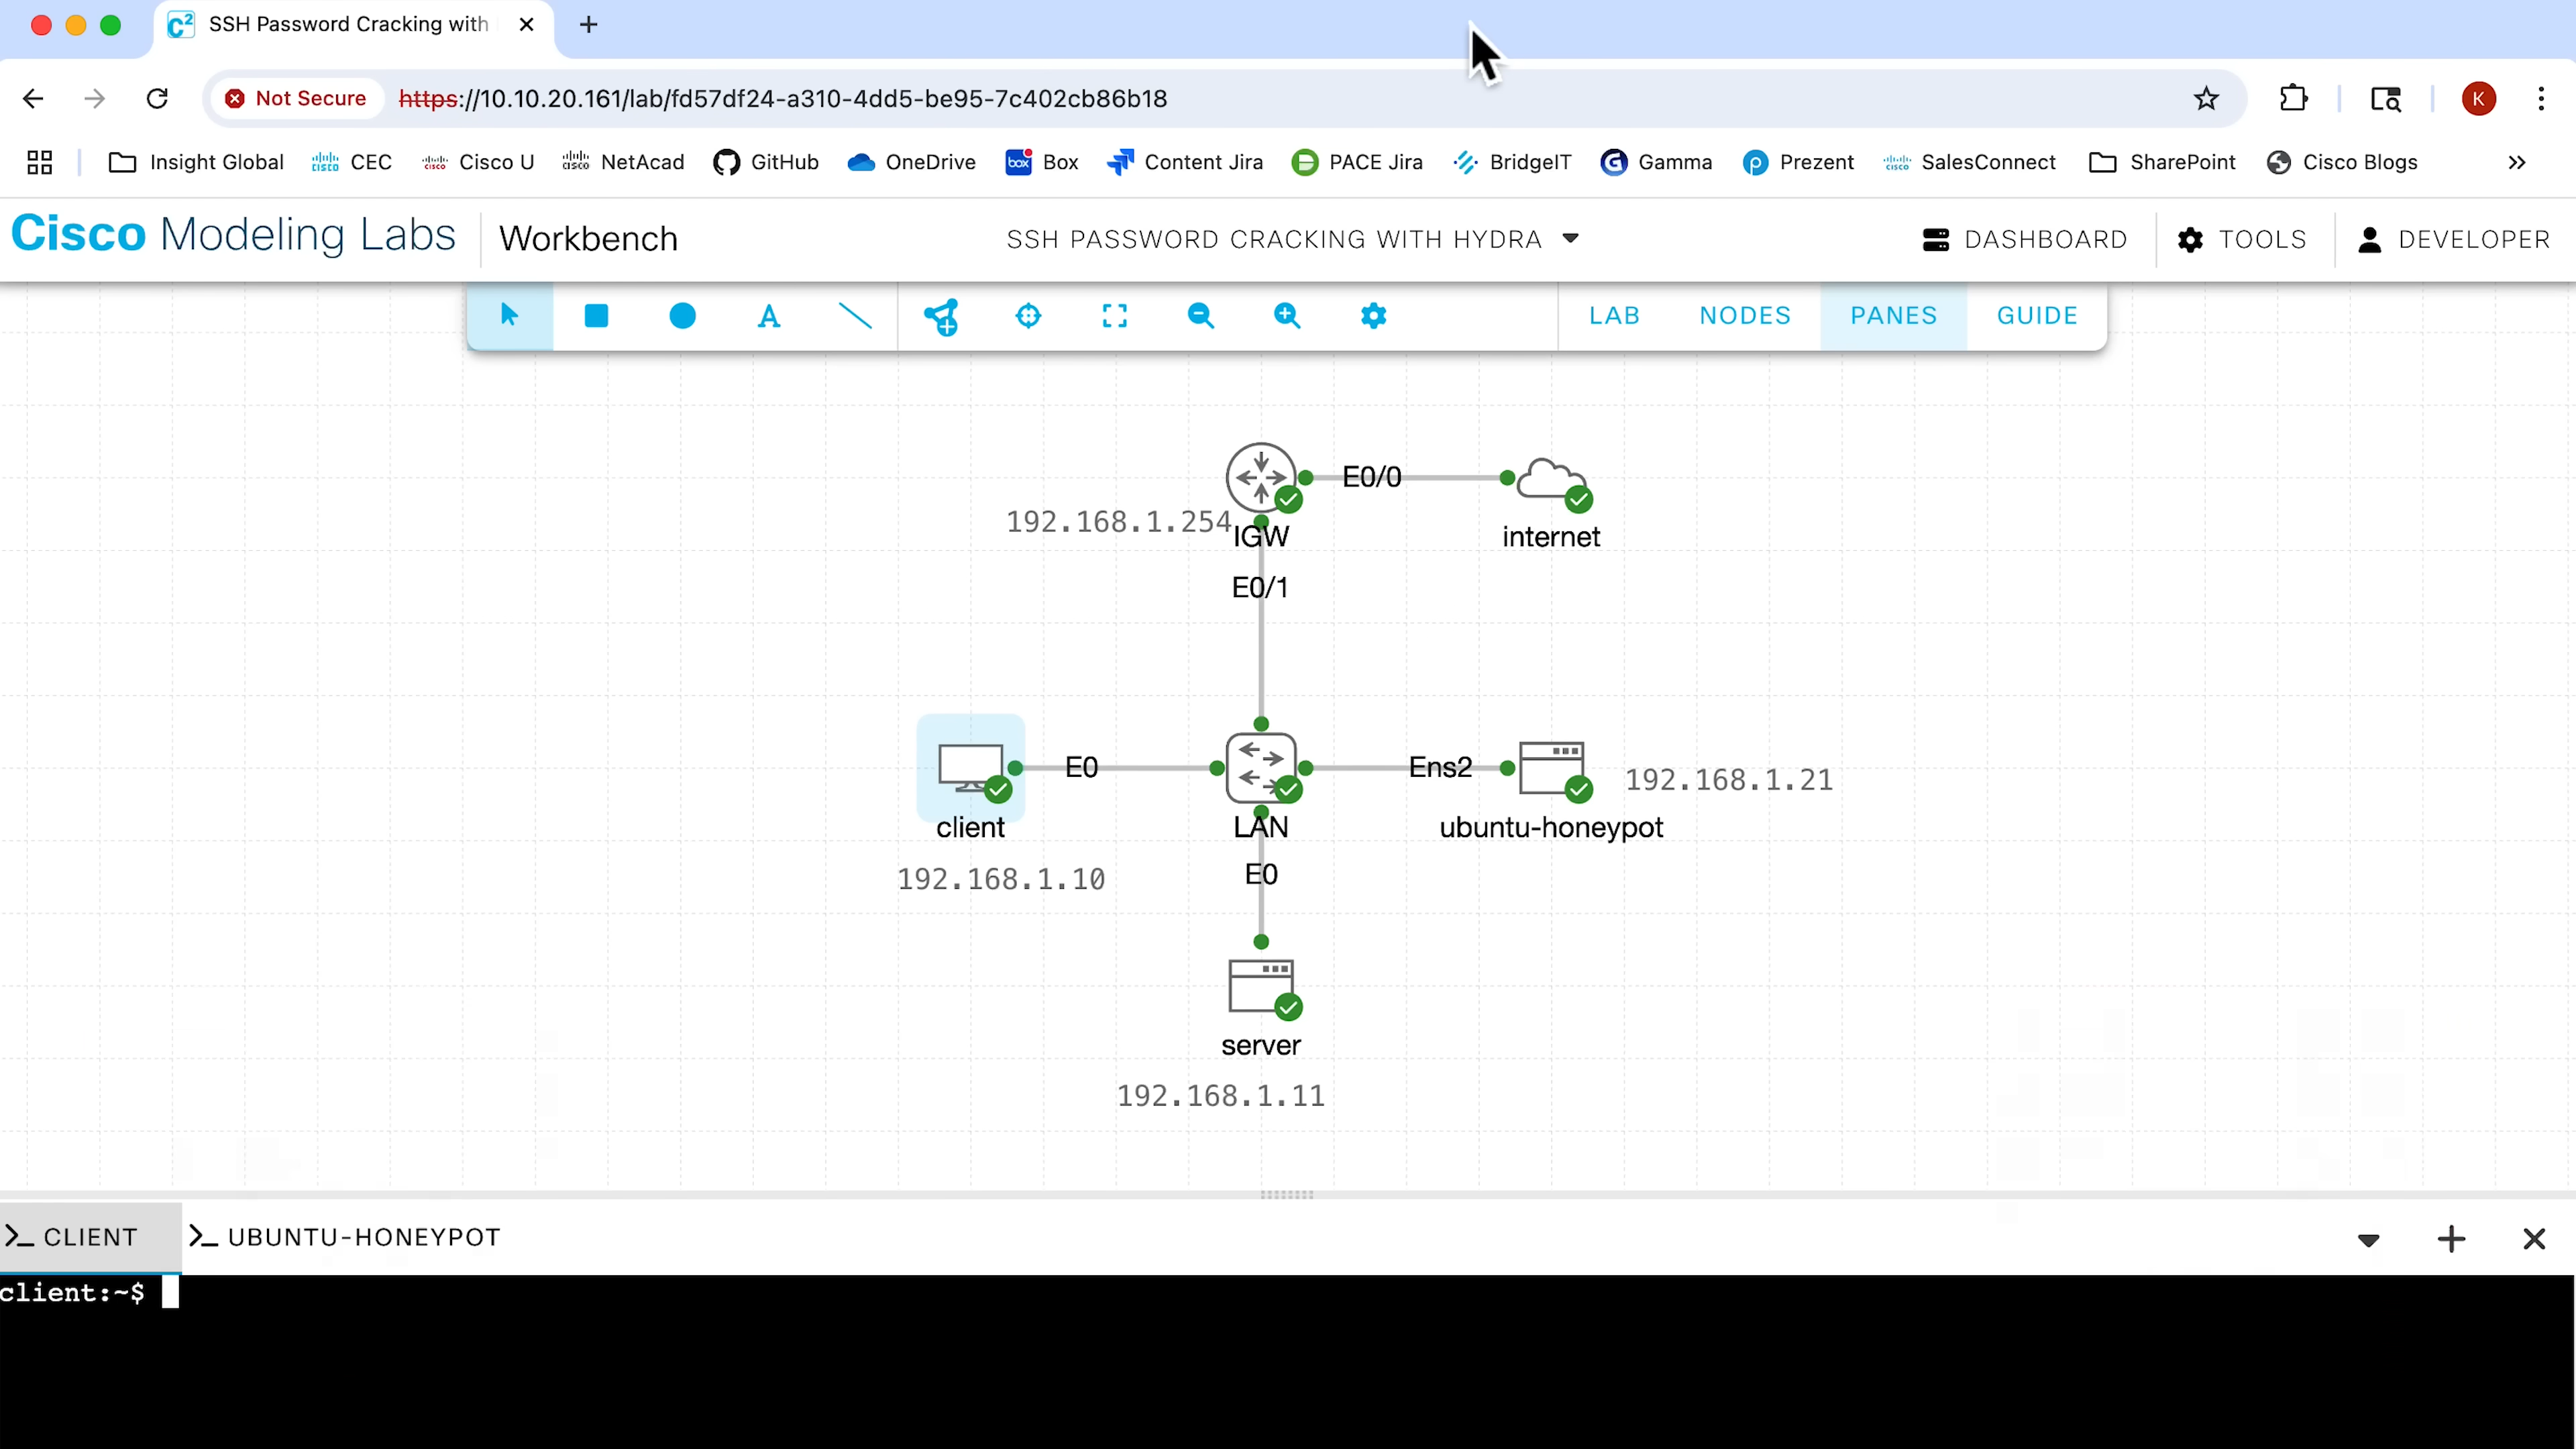 SSH Password Cracking with
Not Secure https://10.10.20.161/lab/fd57df24-a310-4dd5-be95-7c402cb86b18 K
Insight Global CEC Cisco U NetAcad GitHub OneDrive box Box Content Jira PACE Jira BridgeIT Gamma Prezent SalesConnect SharePoint Cisco Blogs
Cisco Modeling Labs Workbench SSH PASSWORD CRACKING WITH HYDRA DASHBOARD TOOLS DEVELOPER
A LAB NODES PANES GUIDE
E0/0
192.168.1.254 IGW internet
E0/1
E0 Ens2 192.168.1.21
client LAN ubuntu-honeypot
192.168.1.10 E0
server
192.168.1.11
>_ CLIENT >_ UBUNTU-HONEYPOT
client:~$